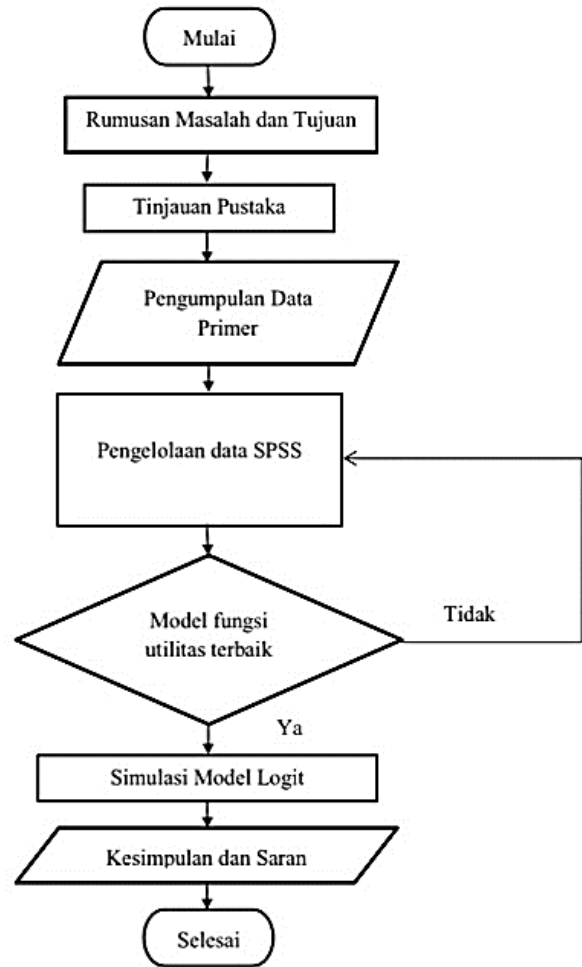 Mulai
Rumusan Masalah dan Tujuan
Tinjauan Pustaka
Pengumpulan Data
Primer
Pengelolaan data SPSS
Model fungsi
utilitas terbaik
Tidak
Ya
Simulasi Model Logit
Kesimpulan dan Saran
Selesai